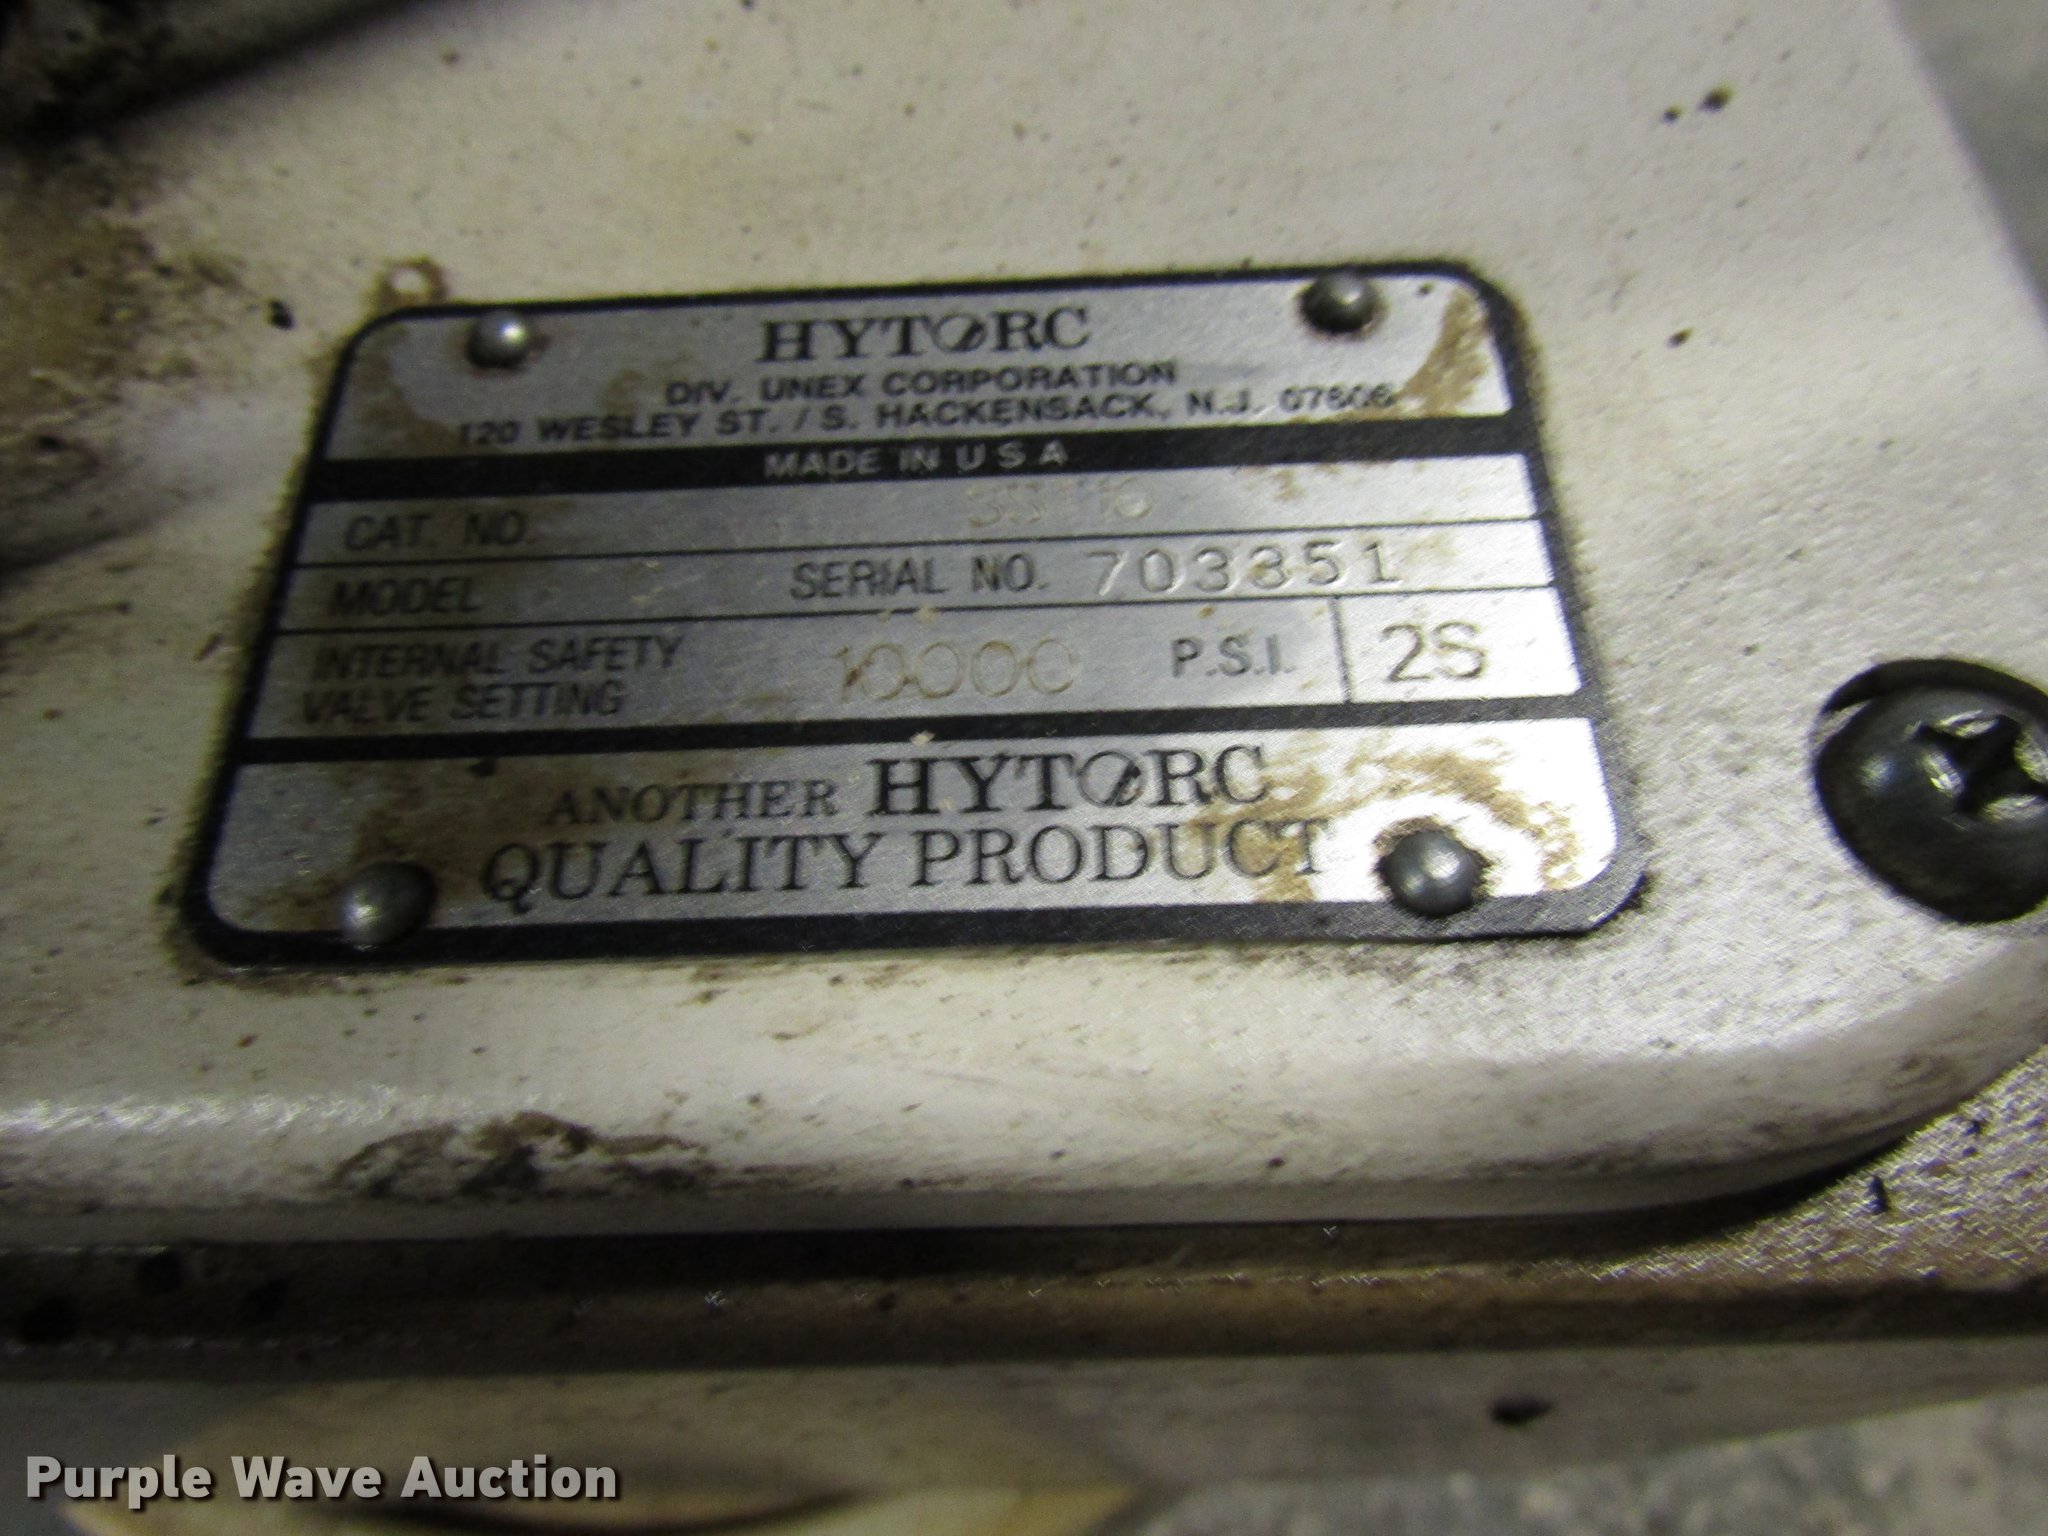 HYTORC
DIV. UNEX CORPORATION
120 WESLEY ST. / S. HACKENSACK, N.J. 07606
MADE IN U S A
CAT. NO.
MODEL SERIAL NO. 703351
INTERNAL SAFETY
VALVE SETTING 10000 P.S.I. 2S
ANOTHER HYTORC
QUALITY PRODUCT
Purple Wave Auction